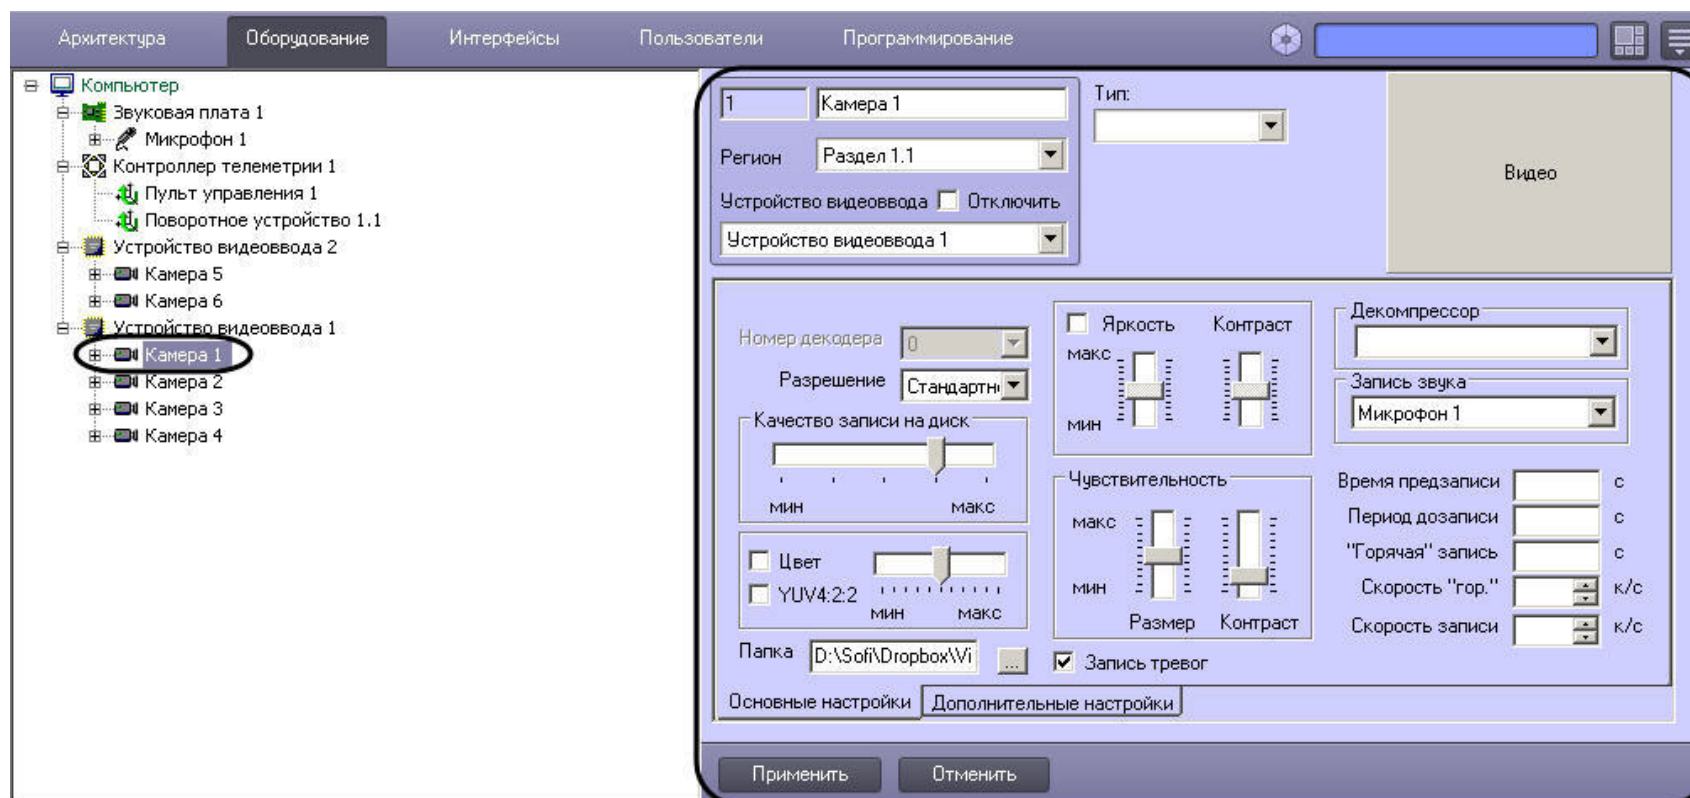 Архитектура Оборудование Интерфейсы Пользователи Программирование
Компьютер
Звуковая плата 1
Микрофон 1
Контроллер телеметрии 1
Пульт управления 1
Поворотное устройство 1.1
Устройство видеоввода 2
Камера 5
Камера 6
Устройство видеоввода 1
Камера 1
Камера 2
Камера 3
Камера 4
1 Камера 1
Регион Раздел 1.1
Устройство видеоввода Отключить
Устройство видеоввода 1
Тип:
Видео
Номер декодера 0
Разрешение Стандартн
Качество записи на диск
мин макс
Цвет
YUV4:2:2
мин макс
Папка D:\Sofi\Dropbox\Vi ...
Яркость Контраст
макс
мин
Чувствительность
макс
мин
Размер Контраст
Запись тревог
Декомпрессор
Запись звука
Микрофон 1
Время предзаписи с
Период дозаписи с
"Горячая" запись с
Скорость "гор." к/с
Скорость записи к/с
Основные настройки Дополнительные настройки
Применить Отменить